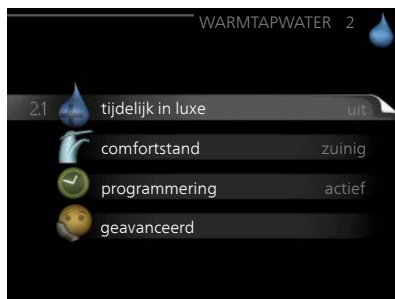 WARMTAPWATER 2
2.1 tijdelijk in luxe uit
comfortstand zuinig
programmering actief
geavanceerd